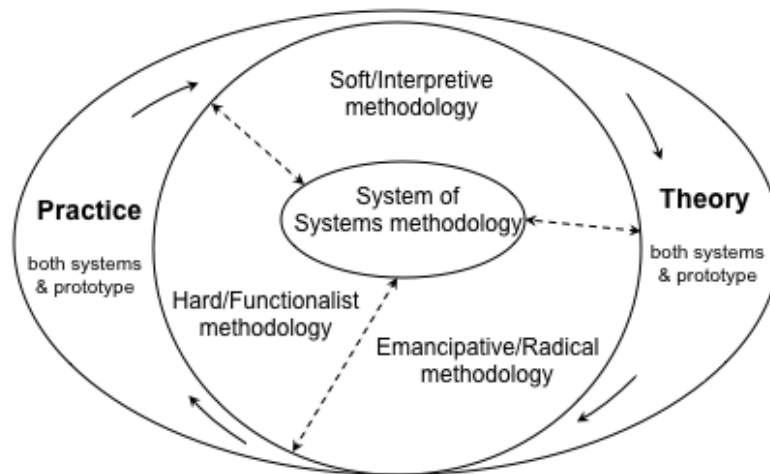 Soft/Interpretive
methodology
System of
Systems methodology
Practice
both systems
& prototype
Theory
both systems
& prototype
Hard/Functionalist
methodology
Emancipative/Radical
methodology